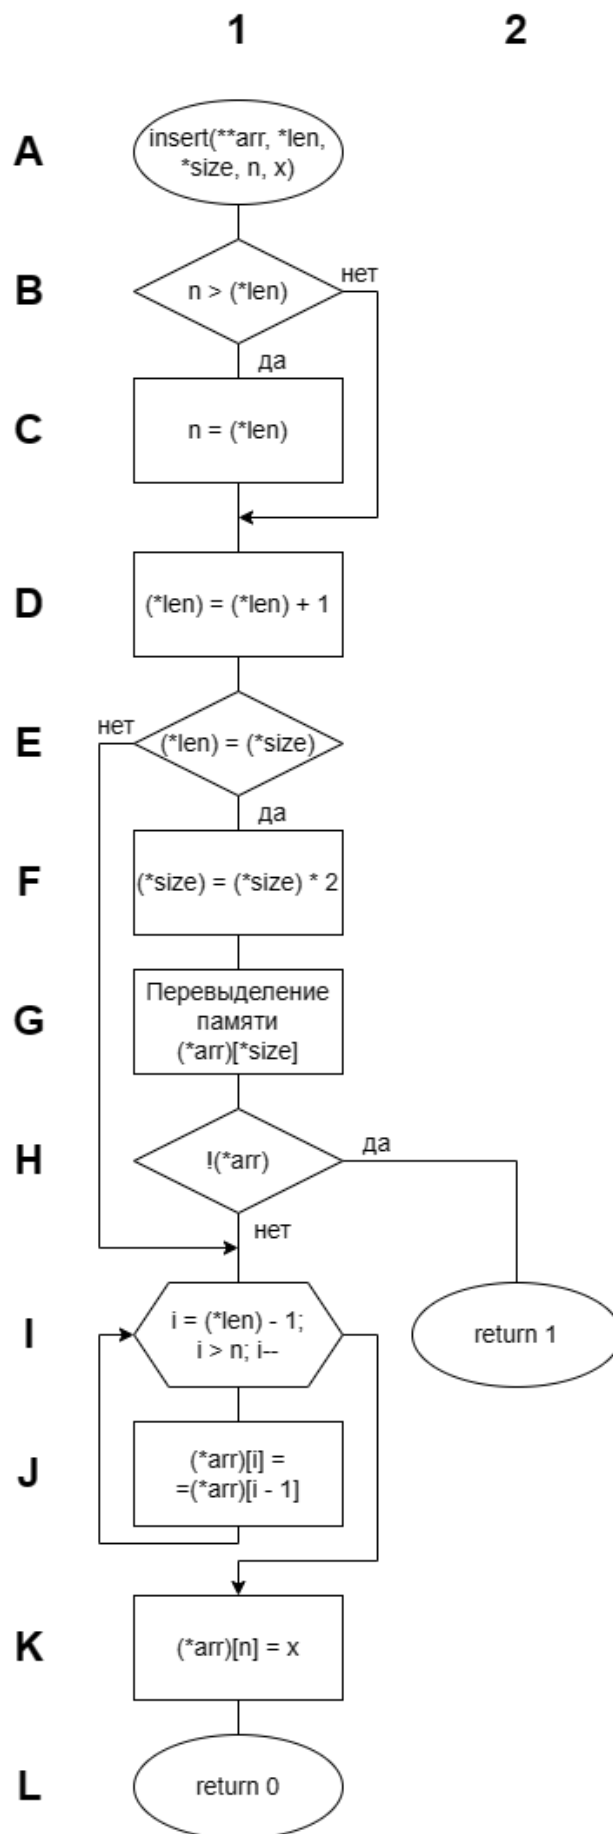 1
2
A
insert(**arr, *len,
*size, n, x)
B
n > (*len)
нет
да
C
n = (*len)
D
(*len) = (*len) + 1
E
нет
(*len) = (*size)
да
F
(*size) = (*size) * 2
G
Перевыделение
памяти
(*arr)[*size]
H
!(*arr)
да
нет
I
i = (*len) - 1;
i > n; i--
return 1
J
(*arr)[i] =
=(*arr)[i - 1]
K
(*arr)[n] = x
L
return 0